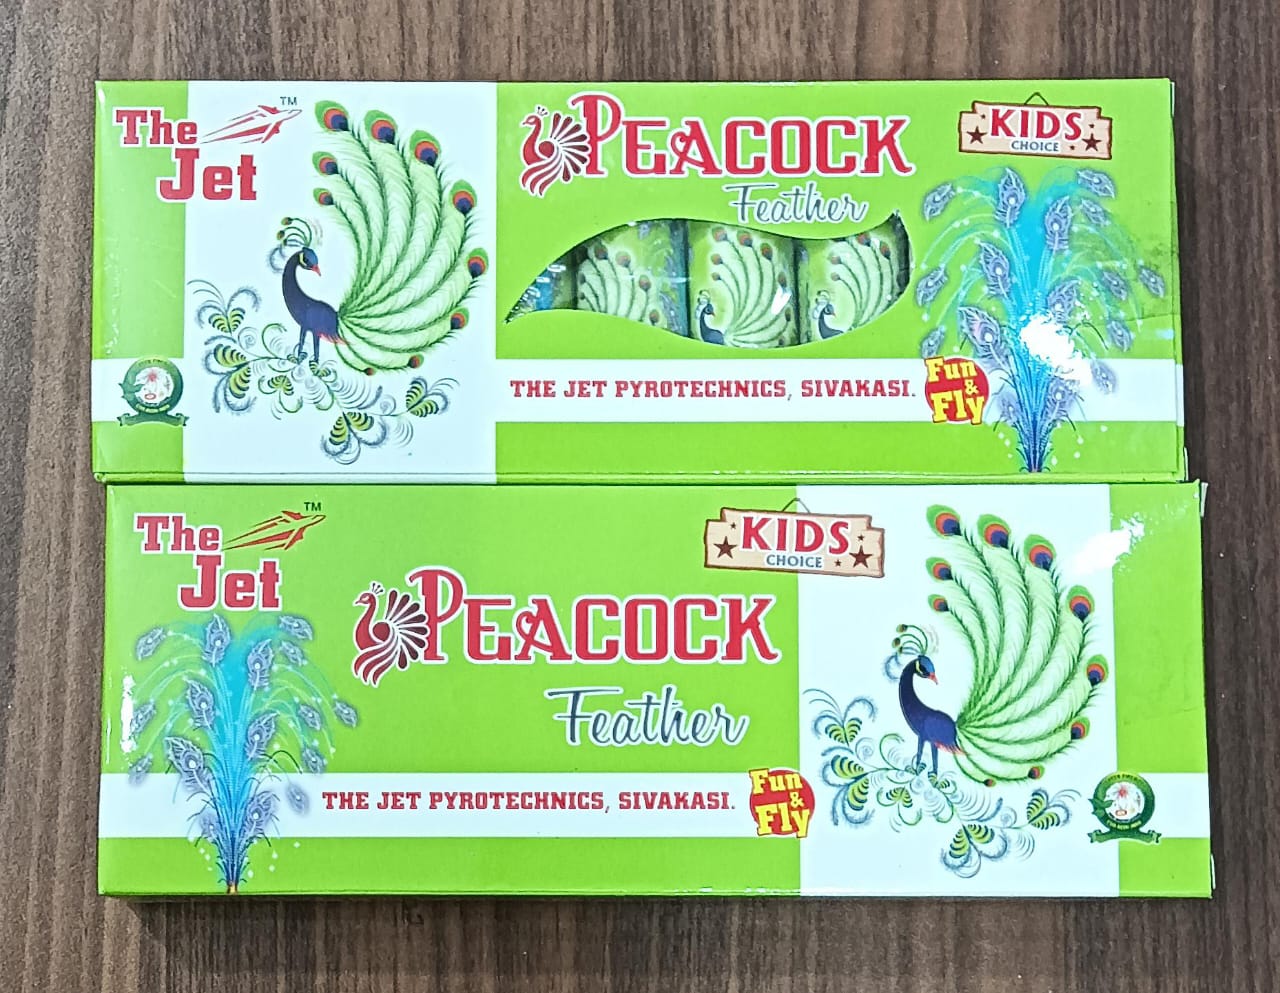 The
Jet
TM
PEACOCK
Feather
KIDS
CHOICE
THE JET PYROTECHNICS, SIVAKASI.
Fun
&
Fly
The
Jet
TM
PEACOCK
Feather
KIDS
CHOICE
THE JET PYROTECHNICS, SIVAKASI.
Fun
&
Fly